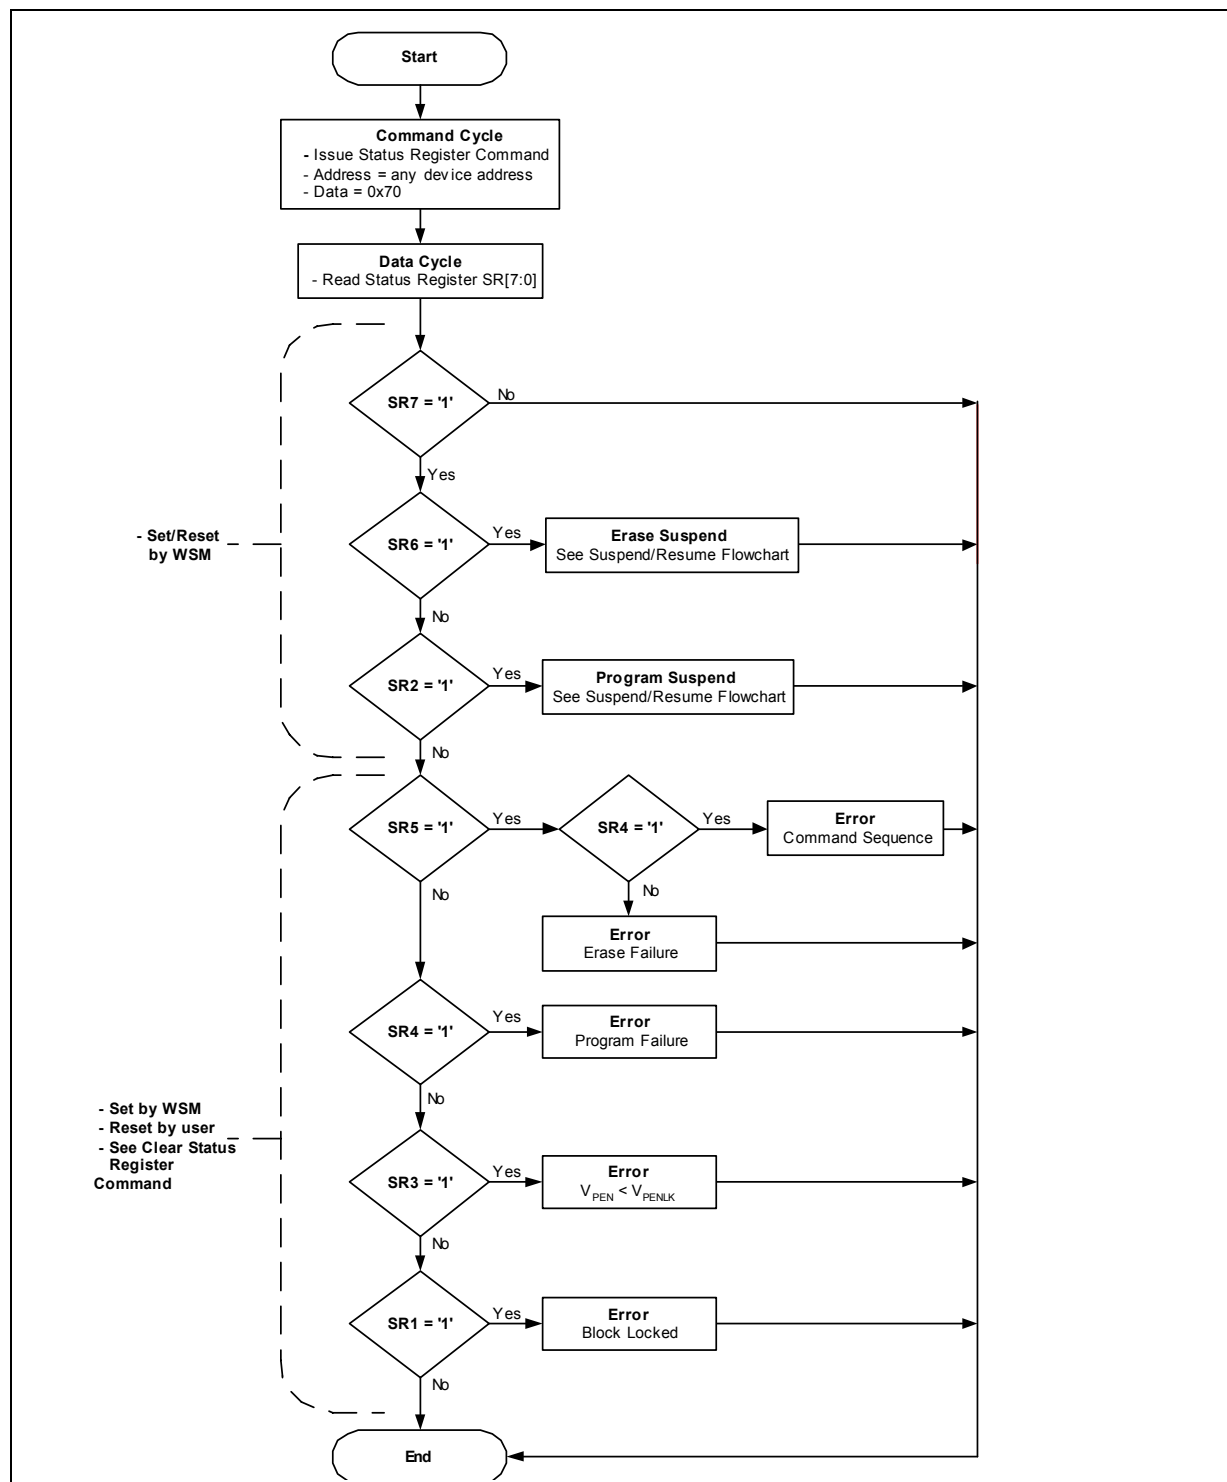 Start
Command Cycle
- Issue Status Register Command
- Address = any device address
- Data = 0x70
Data Cycle
- Read Status Register SR[7:0]
SR7 = '1'
No
Yes
- Set/Reset
by WSM
SR6 = '1'
Yes
Erase Suspend
See Suspend/Resume Flowchart
No
SR2 = '1'
Yes
Program Suspend
See Suspend/Resume Flowchart
No
SR5 = '1'
Yes
SR4 = '1'
Yes
Error
Command Sequence
No
No
Error
Erase Failure
SR4 = '1'
Yes
Error
Program Failure
No
- Set by WSM
- Reset by user
- See Clear Status
Register
Command
SR3 = '1'
Yes
Error
VPEN < VPENLK
No
SR1 = '1'
Yes
Error
Block Locked
No
End